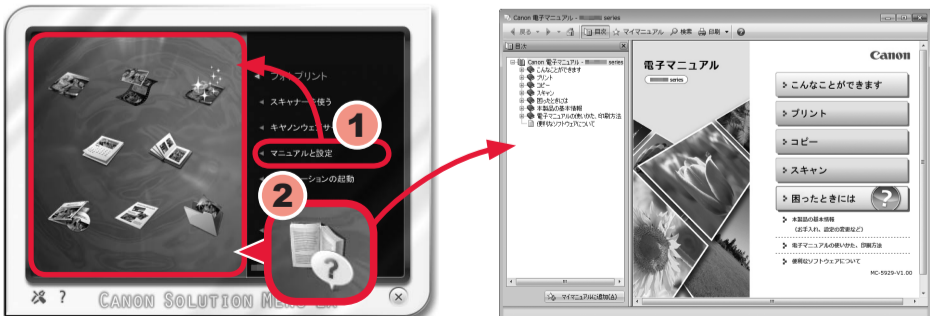 フォトプリント
スキャナーを使う
キヤノンウェブサー
1
マニュアルと設定
2
ーションの起動
?
? CANON SOLUTION MENU EX
Canon 電子マニュアル - series
戻る 目次 マイマニュアル 検索 印刷
目次
Canon 電子マニュアル - series
こんなことができます
プリント
コピー
スキャン
困ったときには
本製品の基本情報
電子マニュアルの使いかた、印刷方法
便利なソフトウェアについて
マイマニュアルに追加(A)
Canon
電子マニュアル
series
こんなことができます
プリント
コピー
スキャン
困ったときには ?
本製品の基本情報
(お手入れ、設定の変更など)
電子マニュアルの使いかた、印刷方法
便利なソフトウェアについて
MC-5929-V1.00